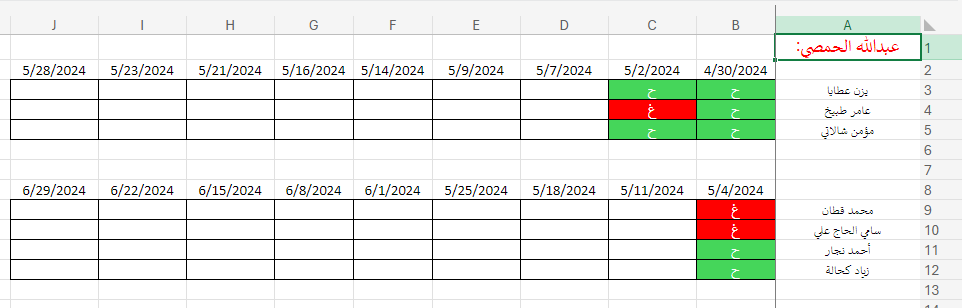 A B C D E F G H I J
1 عبدالله الحمصي:
2 4/30/2024 5/2/2024 5/7/2024 5/9/2024 5/14/2024 5/16/2024 5/21/2024 5/23/2024 5/28/2024
3 يزن عطايا ح ح
4 عامر طبيخ ح غ
5 مؤمن شالاتي ح ح
6
7
8 5/4/2024 5/11/2024 5/18/2024 5/25/2024 6/1/2024 6/8/2024 6/15/2024 6/22/2024 6/29/2024
9 محمد قطان غ
10 سامي الحاج علي غ
11 أحمد نجار ح
12 زياد كحالة ح
13